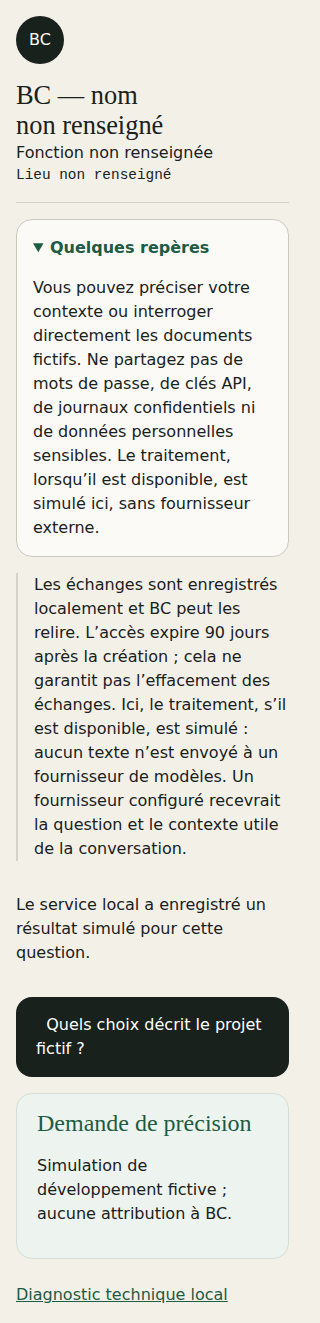 BC
BC — nom
non renseigné
Fonction non renseignée
Lieu non renseigné
Quelques repères
Vous pouvez préciser votre
contexte ou interroger
directement les documents
fictifs. Ne partagez pas de
mots de passe, de clés API,
de journaux confidentiels ni
de données personnelles
sensibles. Le traitement,
lorsqu’il est disponible, est
simulé ici, sans fournisseur
externe.
Les échanges sont enregistrés
localement et BC peut les
relire. L’accès expire 90 jours
après la création ; cela ne
garantit pas l’effacement des
échanges. Ici, le traitement, s’il
est disponible, est simulé :
aucun texte n’est envoyé à un
fournisseur de modèles. Un
fournisseur configuré recevrait
la question et le contexte utile
de la conversation.
Le service local a enregistré un
résultat simulé pour cette
question.
Quels choix décrit le projet
fictif ?
Demande de précision
Simulation de
développement fictive ;
aucune attribution à BC.
Diagnostic technique local